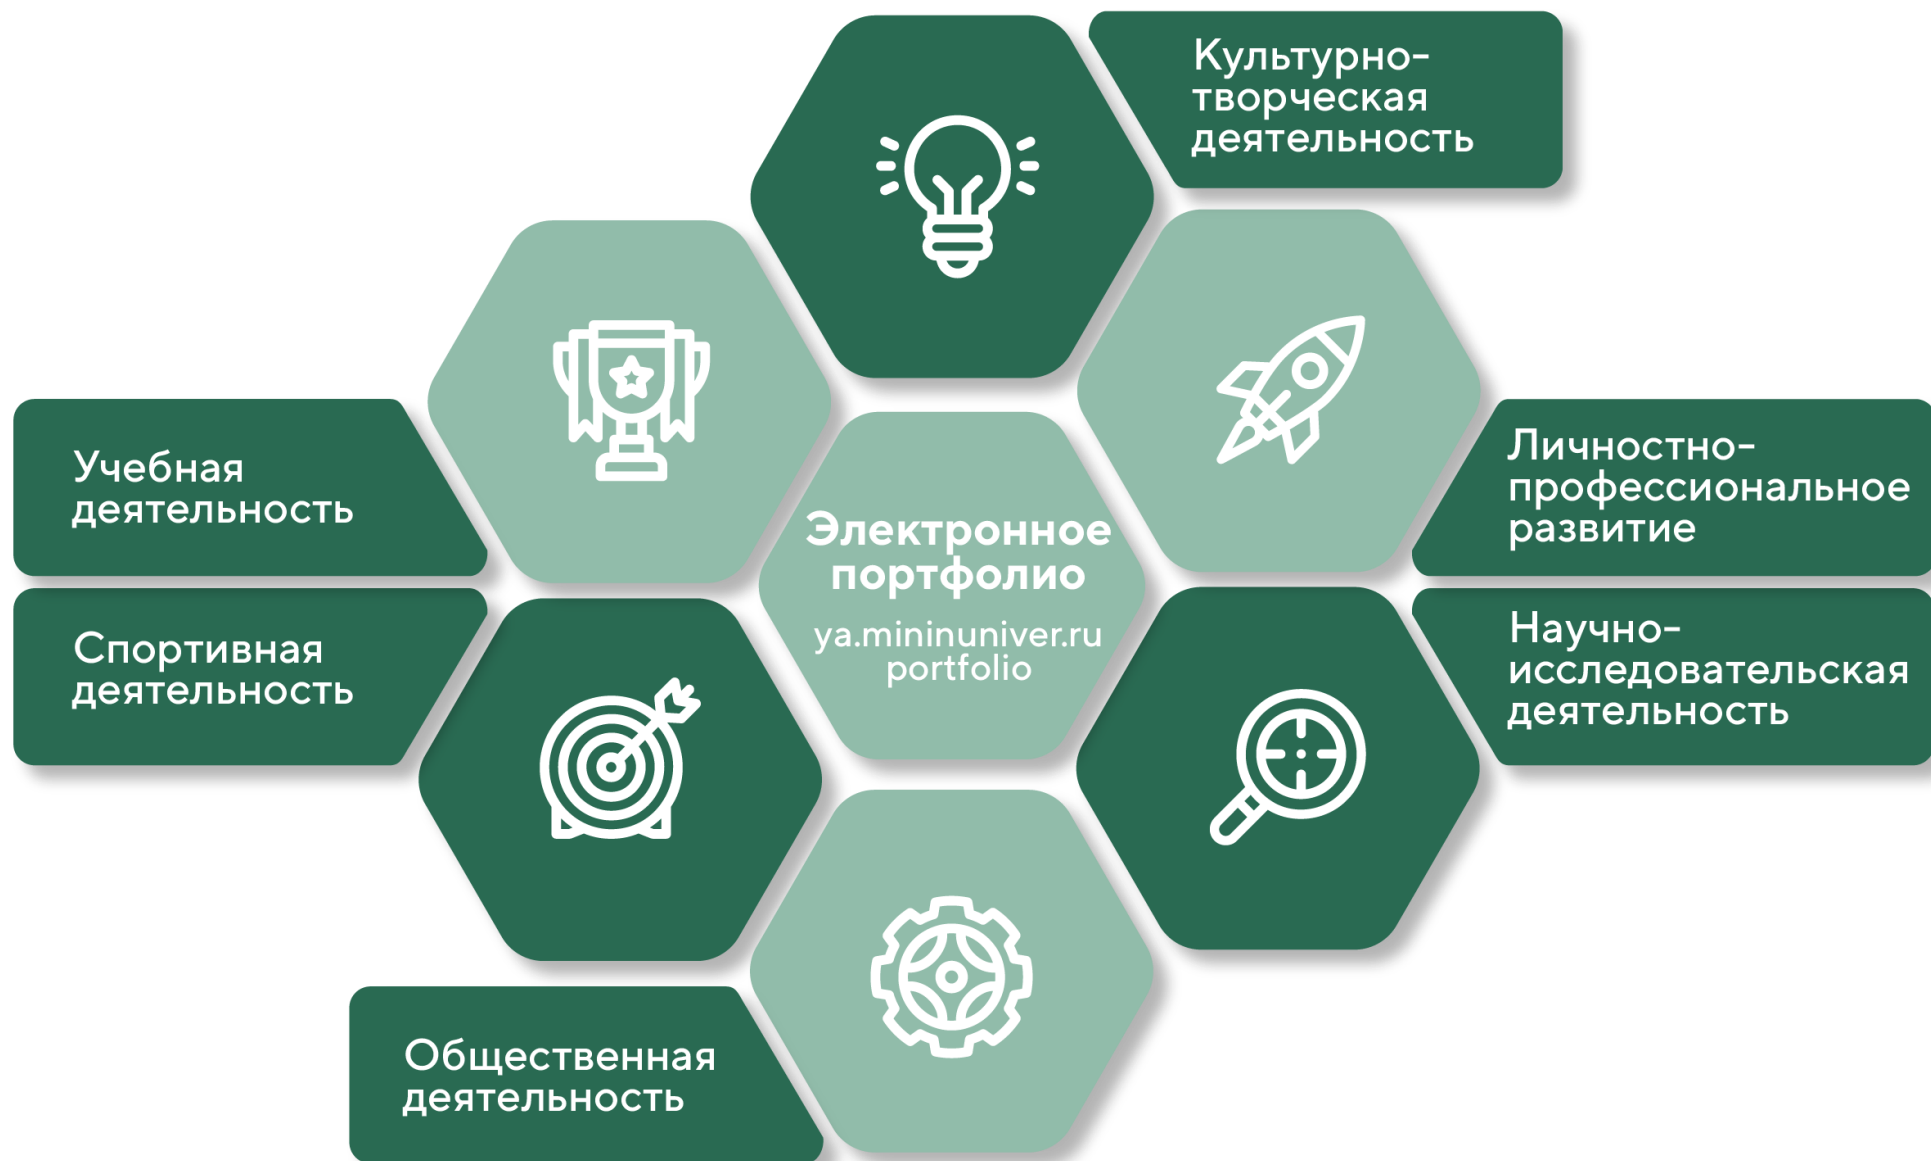 Культурно-
творческая
деятельность
Учебная
деятельность
Личностно-
профессиональное
развитие
Электронное
портфолио
ya.mininuniver.ru
portfolio
Спортивная
деятельность
Научно-
исследовательская
деятельность
Общественная
деятельность